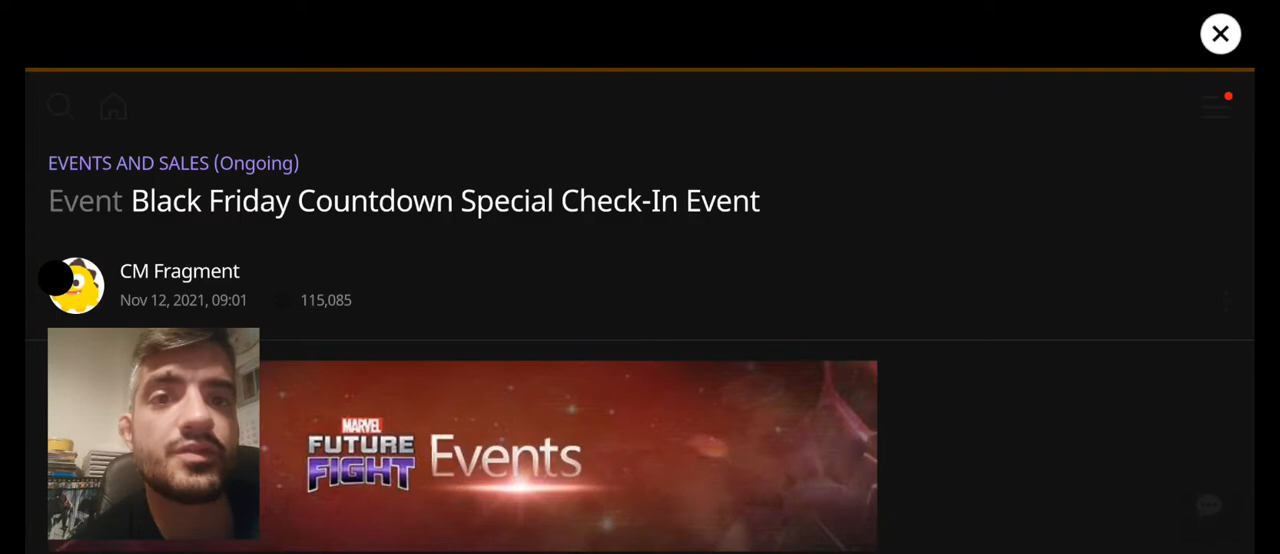 EVENTS AND SALES (Ongoing)
Event Black Friday Countdown Special Check-In Event
CM Fragment
Nov 12, 2021, 09:01 115,085
MARVEL
FUTURE
FIGHT
Events